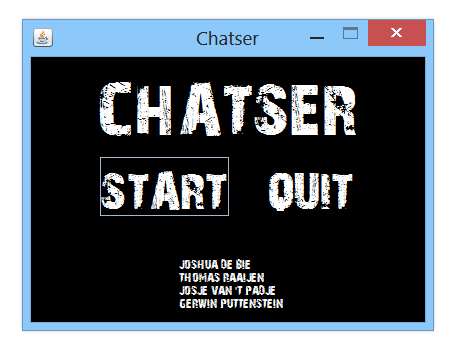 Chatser
CHATSER
START QUIT
JOSHUA DE BIE
THOMAS RAAIJEN
JOSJE VAN 'T PADJE
GERWIN PUTTENSTEIN